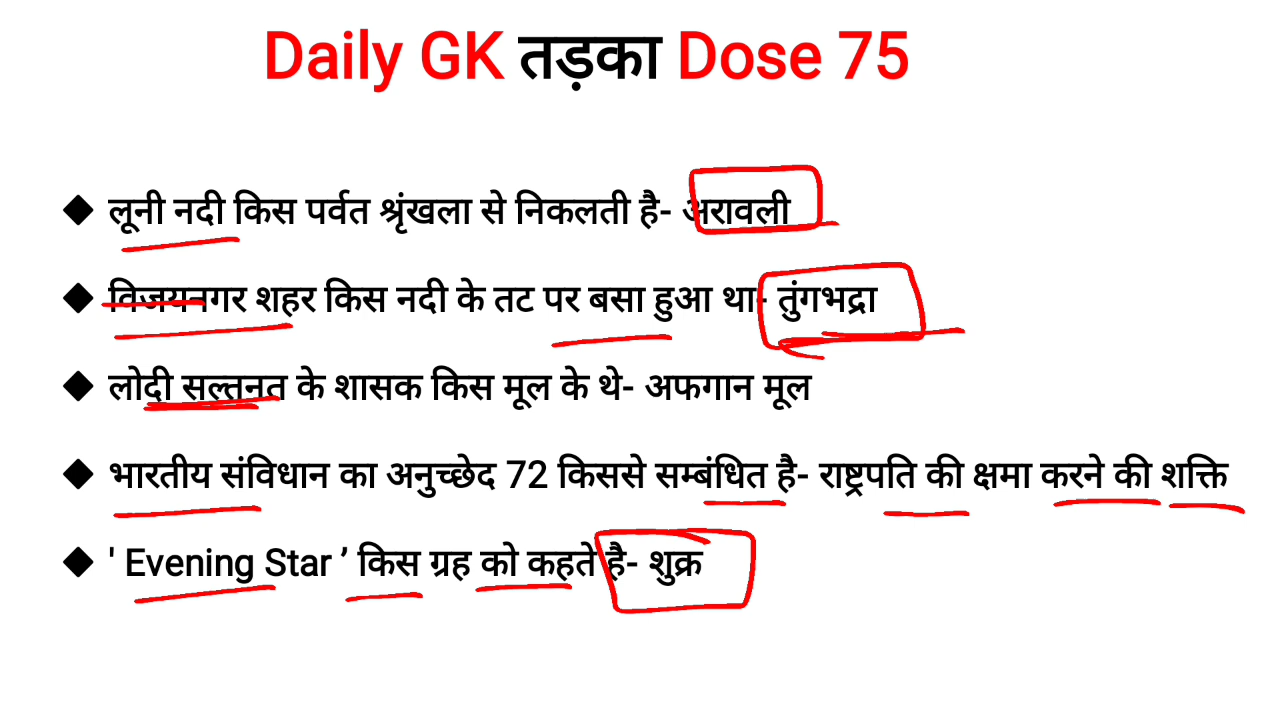 Daily GK तड़का Dose 75
◆ लूनी नदी किस पर्वत श्रृंखला से निकलती है- अरावली
◆ विजयनगर शहर किस नदी के तट पर बसा हुआ था- तुंगभद्रा
◆ लोदी सल्तनत के शासक किस मूल के थे- अफगान मूल
◆ भारतीय संविधान का अनुच्छेद 72 किससे सम्बंधित है- राष्ट्रपति की क्षमा करने की शक्ति
◆ ' Evening Star ’ किस ग्रह को कहते है- शुक्र